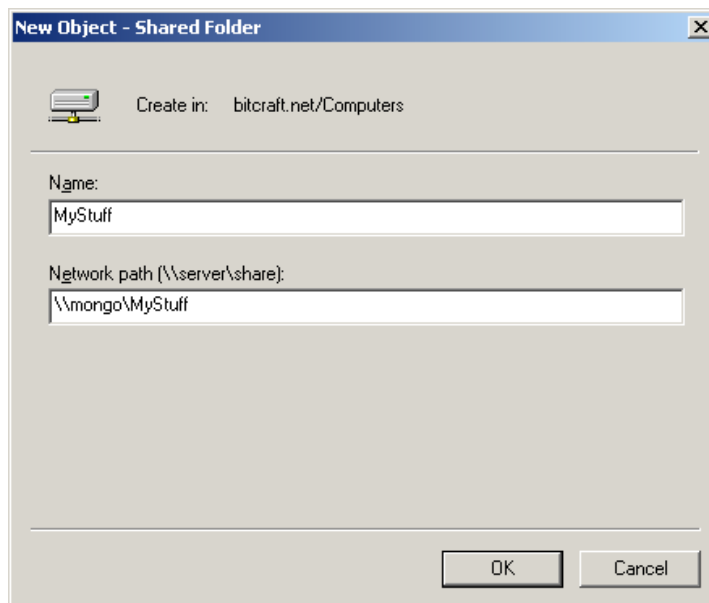 New Object - Shared Folder
Create in: bitcraft.net/Computers
Name:
MyStuff
Network path (\\server\share):
\\mongo\MyStuff
OK Cancel